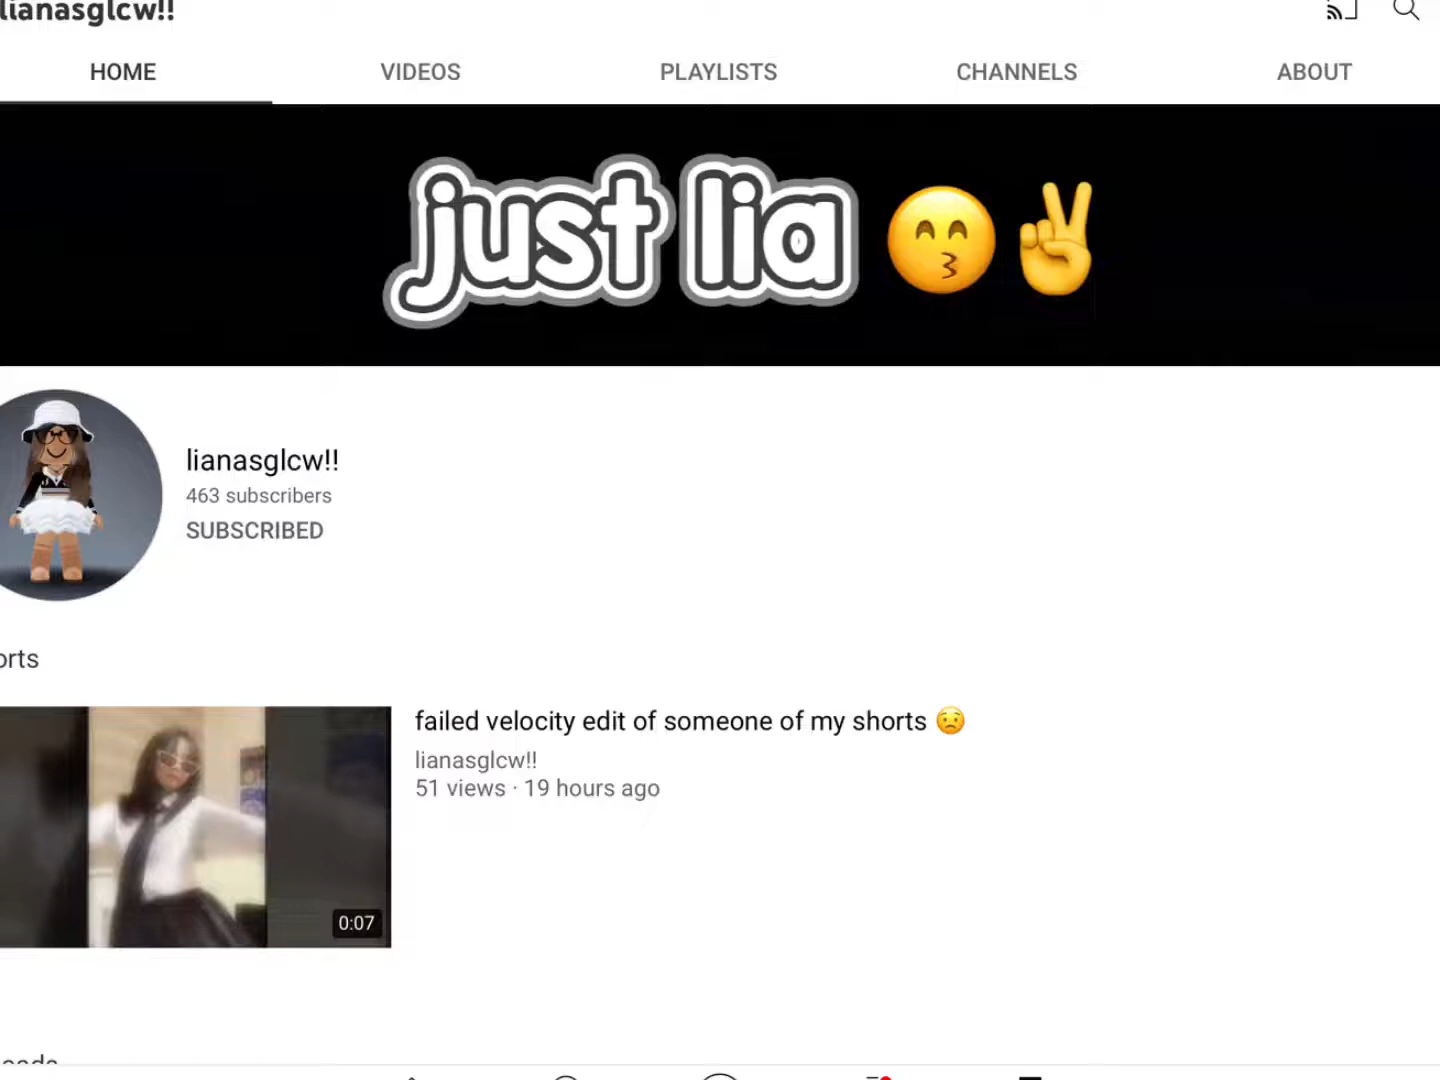 lianasglcw!!
HOME VIDEOS PLAYLISTS CHANNELS ABOUT
just lia 😙✌️
lianasglcw!!
463 subscribers
SUBSCRIBED
orts
failed velocity edit of someone of my shorts 😟
lianasglcw!!
51 views · 19 hours ago
0:07